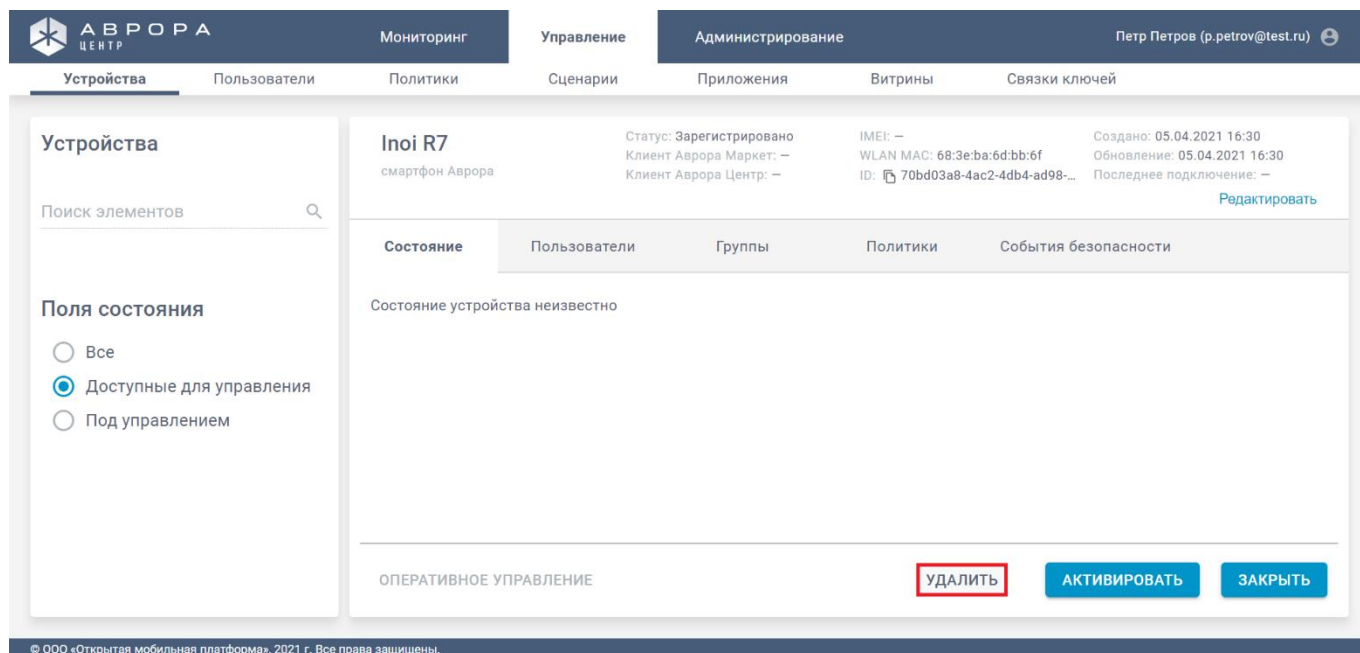 АВРОРА
ЦЕНТР
Мониторинг
Управление
Администрирование
Петр Петров (p.petrov@test.ru)
Устройства
Пользователи
Политики
Сценарии
Приложения
Витрины
Связки ключей
Устройства
Поиск элементов
Поля состояния
Все
Доступные для управления
Под управлением
Inoi R7
смартфон Аврора
Статус: Зарегистрировано
Клиент Аврора Маркет: —
Клиент Аврора Центр: —
IMEI: —
WLAN MAC: 68:3e:ba:6d:bb:6f
ID: 70bd03a8-4ac2-4db4-ad98-...
Создано: 05.04.2021 16:30
Обновление: 05.04.2021 16:30
Последнее подключение: —
Редактировать
Состояние
Пользователи
Группы
Политики
События безопасности
Состояние устройства неизвестно
ОПЕРАТИВНОЕ УПРАВЛЕНИЕ
УДАЛИТЬ
АКТИВИРОВАТЬ
ЗАКРЫТЬ
© ООО «Открытая мобильная платформа», 2021 г. Все права защищены.